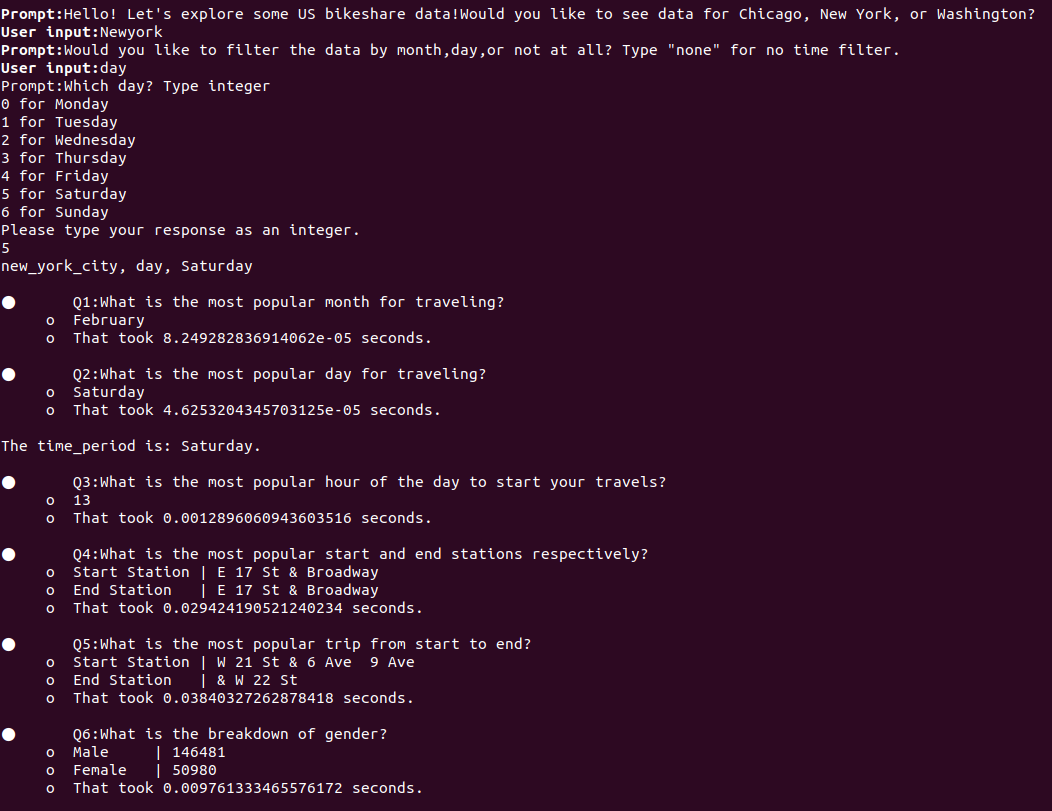 Prompt:Hello! Let's explore some US bikeshare data!Would you like to see data for Chicago, New York, or Washington?
User input:Newyork
Prompt:Would you like to filter the data by month,day,or not at all? Type "none" for no time filter.
User input:day
Prompt:Which day? Type integer
0 for Monday
1 for Tuesday
2 for Wednesday
3 for Thursday
4 for Friday
5 for Saturday
6 for Sunday
Please type your response as an integer.
5
new_york_city, day, Saturday
● Q1:What is the most popular month for traveling?
o February
o That took 8.249282836914062e-05 seconds.
● Q2:What is the most popular day for traveling?
o Saturday
o That took 4.6253204345703125e-05 seconds.
The time_period is: Saturday.
● Q3:What is the most popular hour of the day to start your travels?
o 13
o That took 0.0012896060943603516 seconds.
● Q4:What is the most popular start and end stations respectively?
o Start Station | E 17 St & Broadway
o End Station | E 17 St & Broadway
o That took 0.029424190521240234 seconds.
● Q5:What is the most popular trip from start to end?
o Start Station | W 21 St & 6 Ave 9 Ave
o End Station | & W 22 St
o That took 0.03840327262878418 seconds.
● Q6:What is the breakdown of gender?
o Male | 146481
o Female | 50980
o That took 0.009761333465576172 seconds.